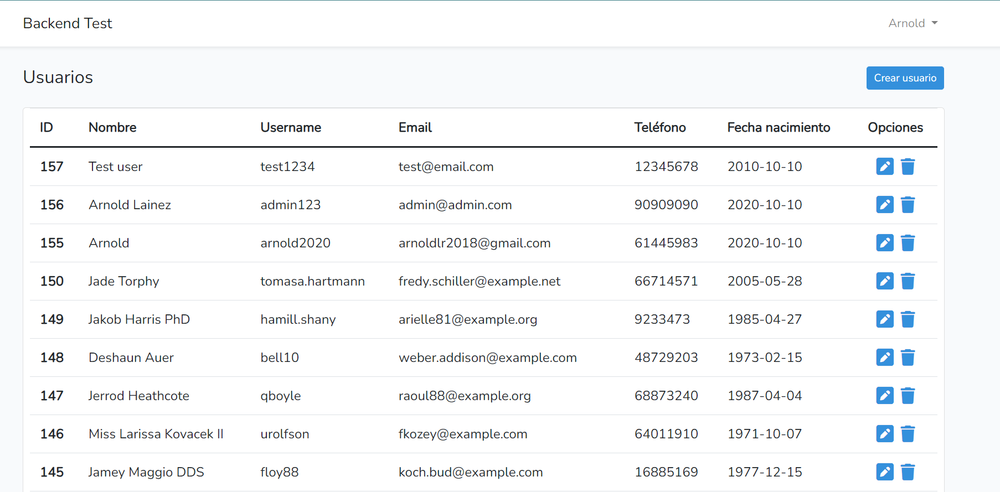 Backend Test Arnold
Usuarios Crear usuario
ID Nombre Username Email Teléfono Fecha nacimiento Opciones
157 Test user test1234 test@email.com 12345678 2010-10-10
156 Arnold Lainez admin123 admin@admin.com 90909090 2020-10-10
155 Arnold arnold2020 arnoldlr2018@gmail.com 61445983 2020-10-10
150 Jade Torphy tomasa.hartmann fredy.schiller@example.net 66714571 2005-05-28
149 Jakob Harris PhD hamill.shany arielle81@example.org 9233473 1985-04-27
148 Deshaun Auer bell10 weber.addison@example.com 48729203 1973-02-15
147 Jerrod Heathcote qboyle raoul88@example.org 68873240 1987-04-04
146 Miss Larissa Kovacek II urolfson fkozey@example.com 64011910 1971-10-07
145 Jamey Maggio DDS floy88 koch.bud@example.com 16885169 1977-12-15